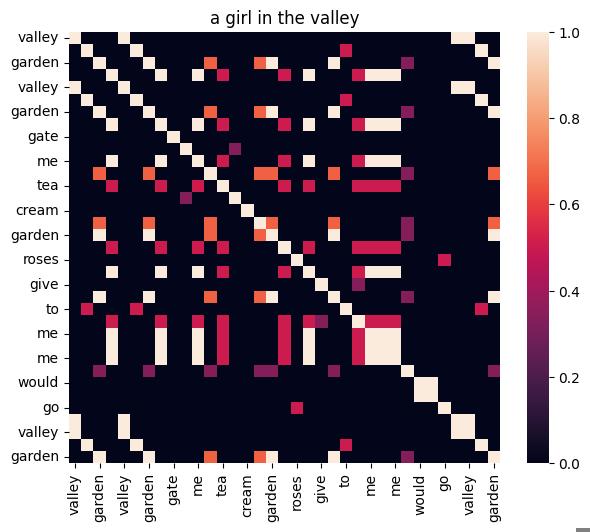 a girl in the valley
valley
garden
valley
garden
gate
me
tea
cream
garden
roses
give
to
me
me
would
go
valley
garden
1.0
0.8
0.6
0.4
0.2
0.0
valley
garden
valley
garden
gate
me
tea
cream
garden
roses
give
to
me
me
would
go
valley
garden